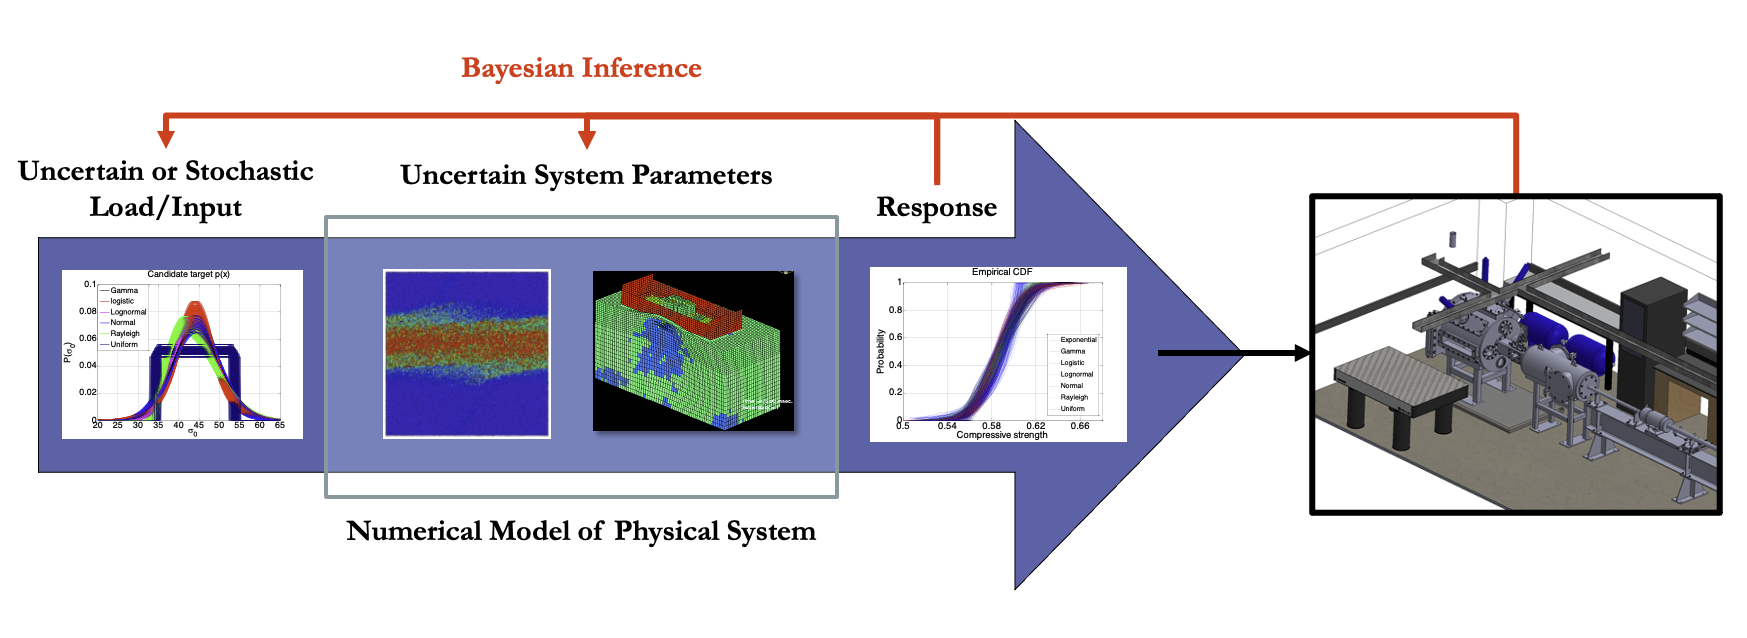 Bayesian Inference
Uncertain or Stochastic
Load/Input
Uncertain System Parameters
Response
Candidate target p(x)
0.1
0.08
0.06
0.04
0.02
0
P(σ0)
Gamma
logistic
Lognormal
Normal
Rayleigh
Uniform
20 25 30 35 40 45 50 55 60 65
σ0
Empirical CDF
1
0.8
0.6
0.4
0.2
0
Probability
Exponential
Gamma
Logistic
Lognormal
Normal
Rayleigh
Uniform
0.5 0.54 0.58 0.62 0.66
Compressive strength
Numerical Model of Physical System